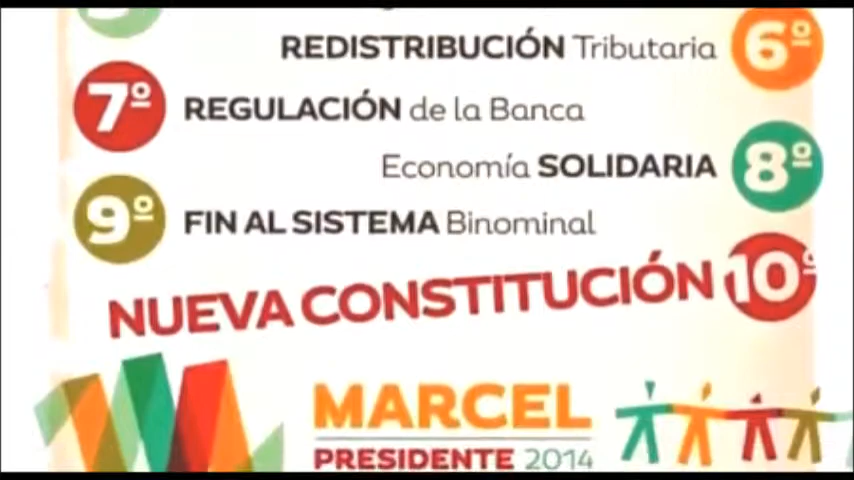 REDISTRIBUCIÓN Tributaria 6º
7º REGULACIÓN de la Banca
Economía SOLIDARIA 8º
9º FIN AL SISTEMA Binominal
NUEVA CONSTITUCIÓN 10º
MARCEL
PRESIDENTE 2014